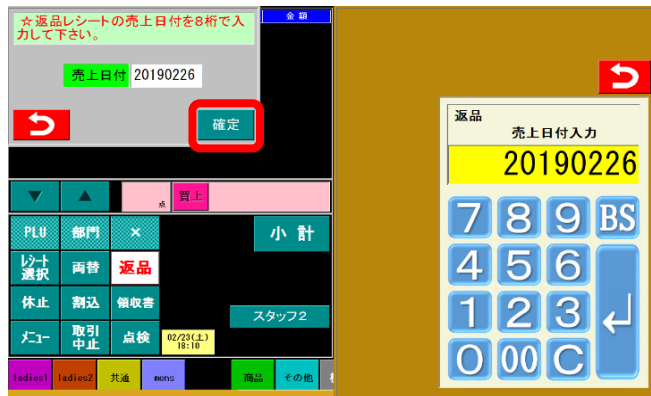 ☆返品レシートの売上日付を8桁で入
力して下さい。
売上日付 20190226
確定
金額
点 買上
PLU 部門 × 小計
レシート選択 両替 返品
休止 割込 領収書
スタッフ2
メニュー 取引中止 点検 02/23(土) 18:10
ladies1 ladies2 共通 mens 商品 その他
返品
売上日付入力
20190226
7 8 9 BS
4 5 6
1 2 3
0 00 C